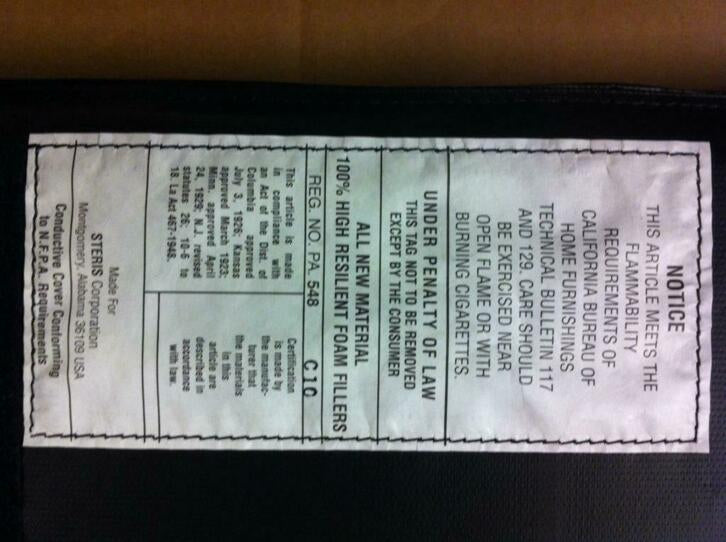 NOTICE
THIS ARTICLE MEETS THE
FLAMMABILITY
REQUIREMENTS OF
CALIFORNIA BUREAU OF
HOME FURNISHINGS
TECHNICAL BULLETIN 117
AND 129. CARE SHOULD
BE EXERCISED NEAR
OPEN FLAME OR WITH
BURNING CIGARETTES.
UNDER PENALTY OF LAW
THIS TAG NOT TO BE REMOVED
EXCEPT BY THE CONSUMER
ALL NEW MATERIAL
100% HIGH RESILIENT FOAM FILLERS
REG. NO. PA. 548 C10
This article is made
in compliance with
an Act of the Dist. of
Columbia approved
July 3, 1926; Kansas
approved March 1923;
Minn. approved April
24, 1929; N.J. revised
statutes 26: 10-6 to
18. La Act 467-1948.
Certification
is made by
the manufac-
turer that
the materials
in this
article are
described in
accordance
with law.
Made For
STERIS Corporation
Montgomery, Alabama 36109 USA
Conductive Cover Conforming
to N.F.P.A. Requirements